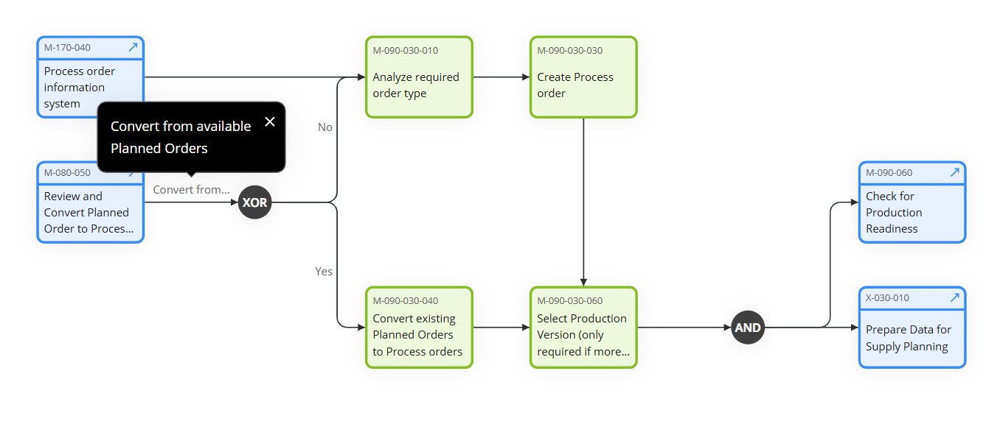 M-170-040
Process order
information
system
M-090-030-010
Analyze required
order type
M-090-030-030
Create Process
order
Convert from available
Planned Orders
No
M-080-050
Review and
Convert Planned
Order to Proces...
Convert from...
XOR
Yes
M-090-060
Check for
Production
Readiness
M-090-030-040
Convert existing
Planned Orders
to Process orders
M-090-030-060
Select Production
Version (only
required if more...
AND
X-030-010
Prepare Data for
Supply Planning